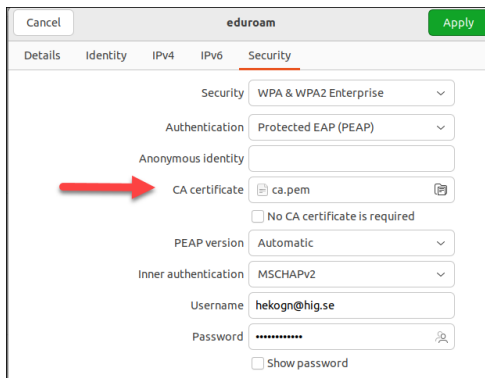 Cancel eduroam Apply
Details Identity IPv4 IPv6 Security
Security WPA & WPA2 Enterprise
Authentication Protected EAP (PEAP)
Anonymous identity
CA certificate ca.pem
No CA certificate is required
PEAP version Automatic
Inner authentication MSCHAPv2
Username hekogn@hig.se
Password ••••••••••••
Show password